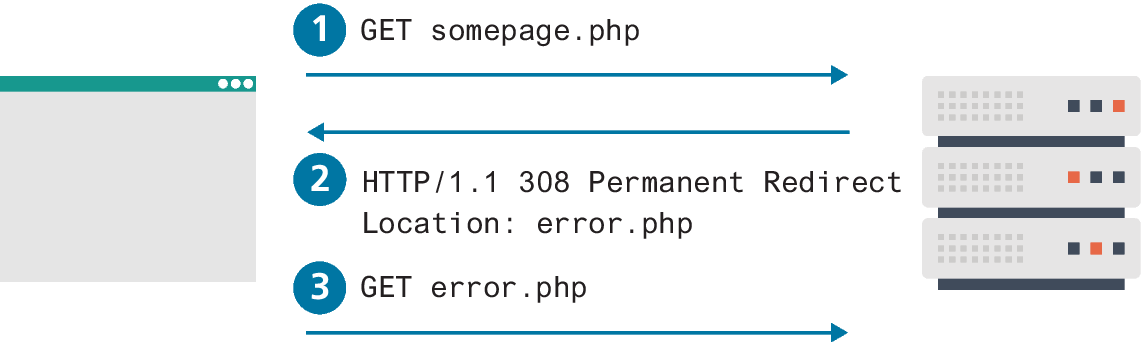 1 GET somepage.php
2 HTTP/1.1 308 Permanent Redirect
Location: error.php
3 GET error.php